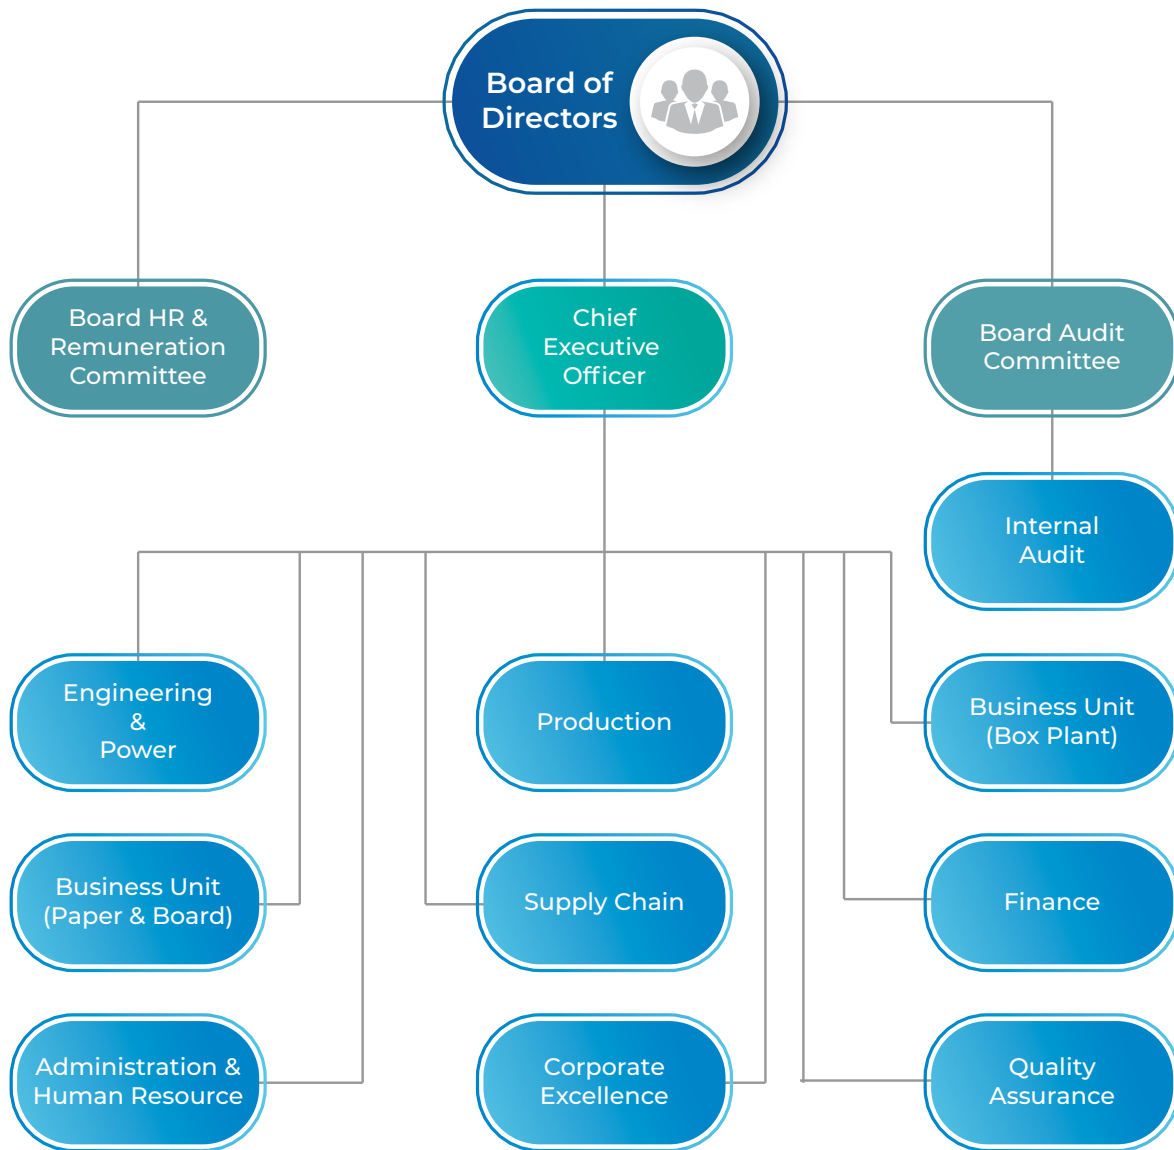 Board of
Directors
Board HR &
Remuneration
Committee
Chief
Executive
Officer
Board Audit
Committee
Internal
Audit
Engineering
&
Power
Production
Business Unit
(Box Plant)
Business Unit
(Paper & Board)
Supply Chain
Finance
Administration &
Human Resource
Corporate
Excellence
Quality
Assurance